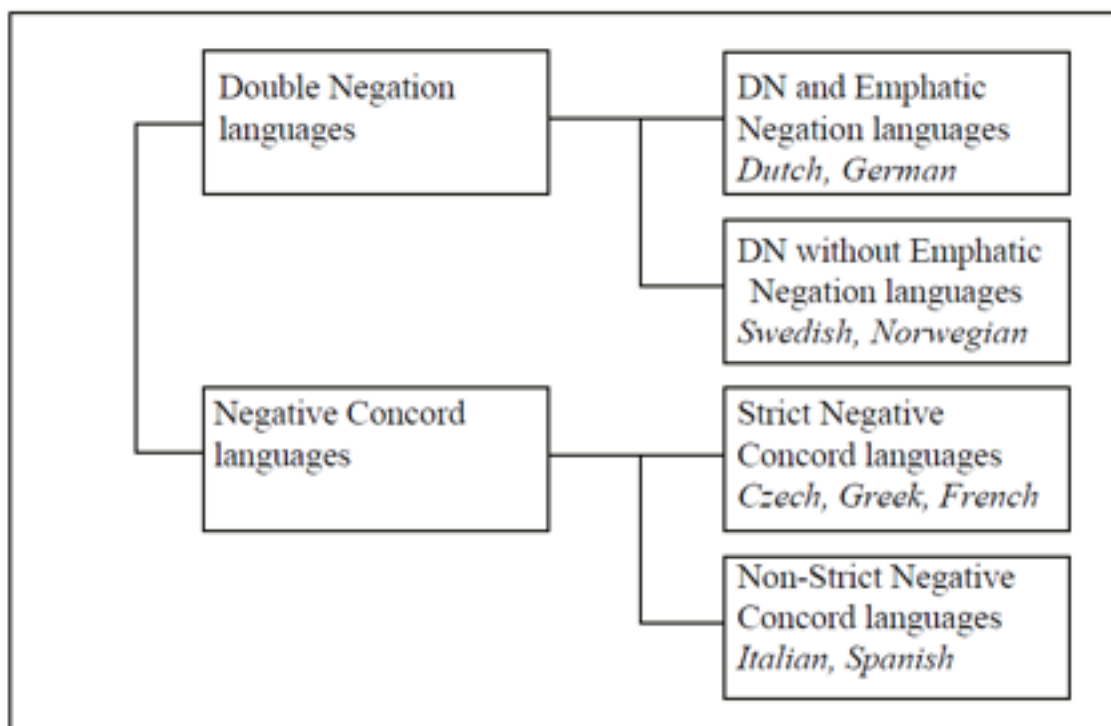 Double Negation
languages
DN and Emphatic
Negation languages
Dutch, German
DN without Emphatic
Negation languages
Swedish, Norwegian
Negative Concord
languages
Strict Negative
Concord languages
Czech, Greek, French
Non-Strict Negative
Concord languages
Italian, Spanish